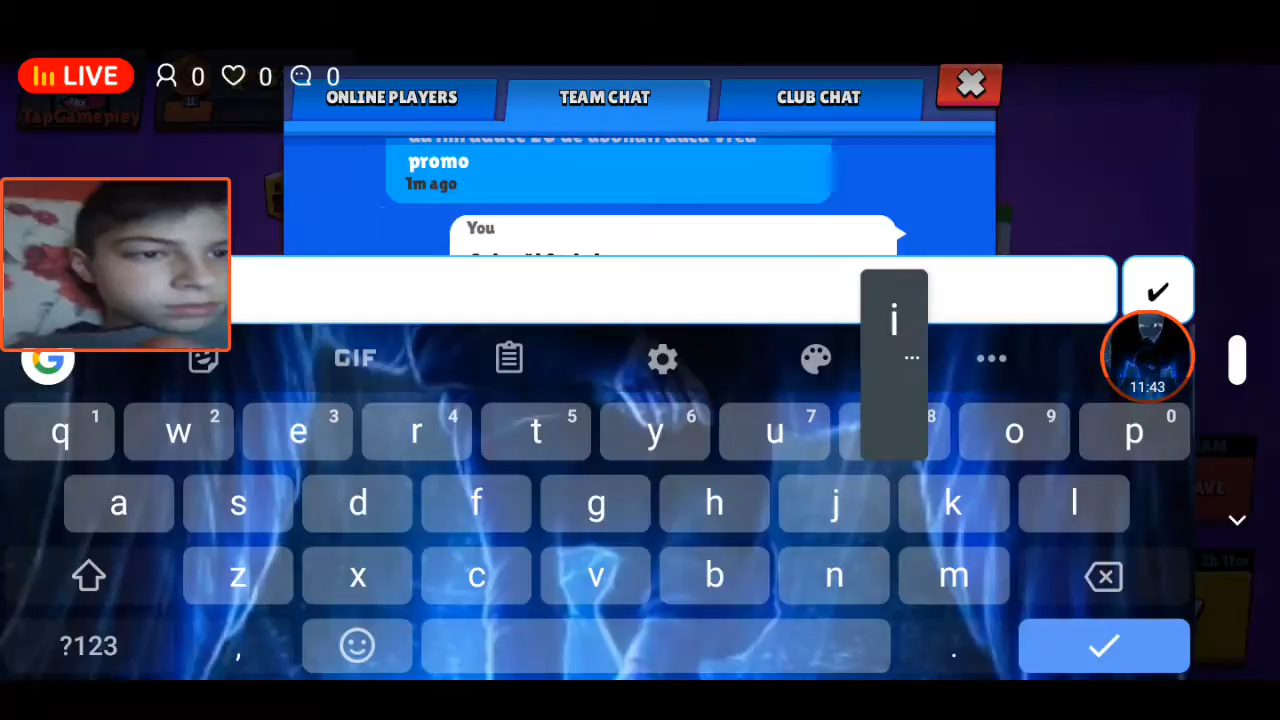 LIVE 0 0 0
TapGameplay
ONLINE PLAYERS
TEAM CHAT
CLUB CHAT
promo
1m ago
You
i
...
GIF
11:43
q 1 w 2 e 3 r 4 t 5 y 6 u 7 8 o 9 p 0
a s d f g h j k l
z x c v b n m
?123 , .